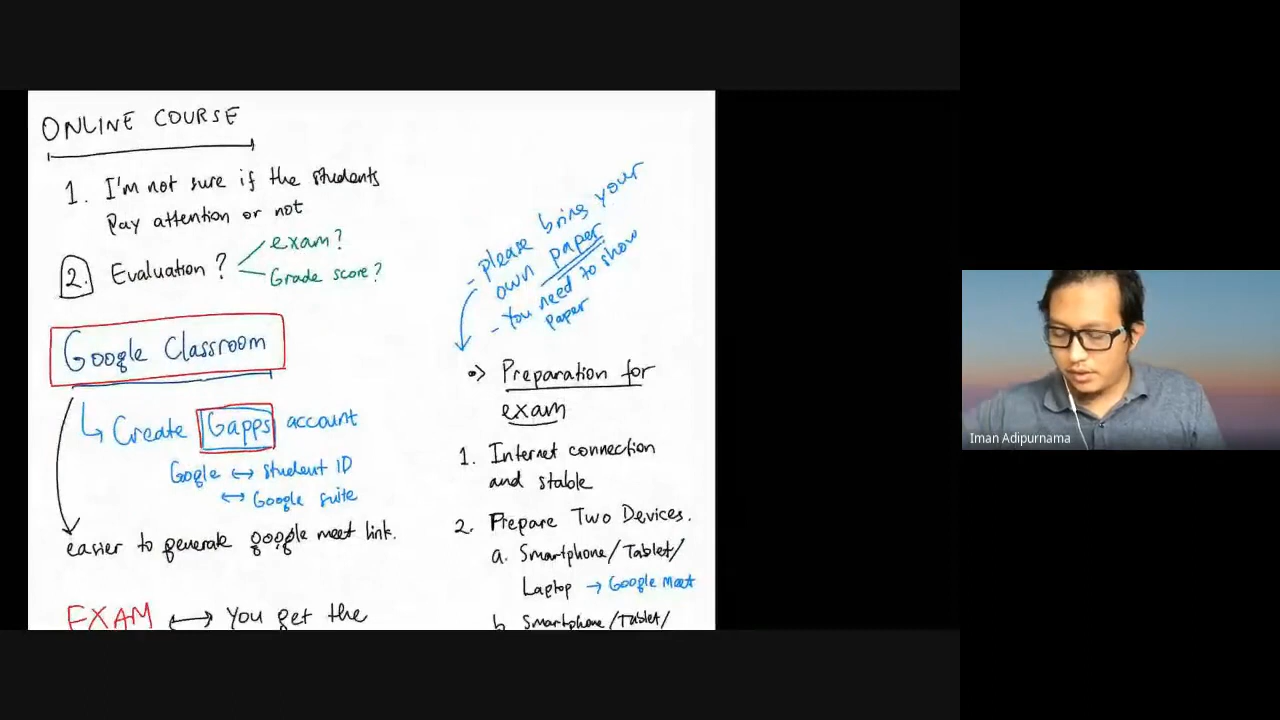 ONLINE COURSE
1. I'm not sure if the students
Pay attention or not
2. Evaluation?
exam?
Grade score?
Google Classroom
Create Gapps account
Google ↔ student ID
↔ Google suite
easier to generate google meet link.
EXAM ↔ You get the
- please bring your
own paper
- You need to show
paper
Preparation for
exam
1. Internet connection
and stable
2. Prepare Two Devices.
a. Smartphone/Tablet/
Laptop → Google Meet
b. Smartphone/Tablet/
Iman Adipurnama